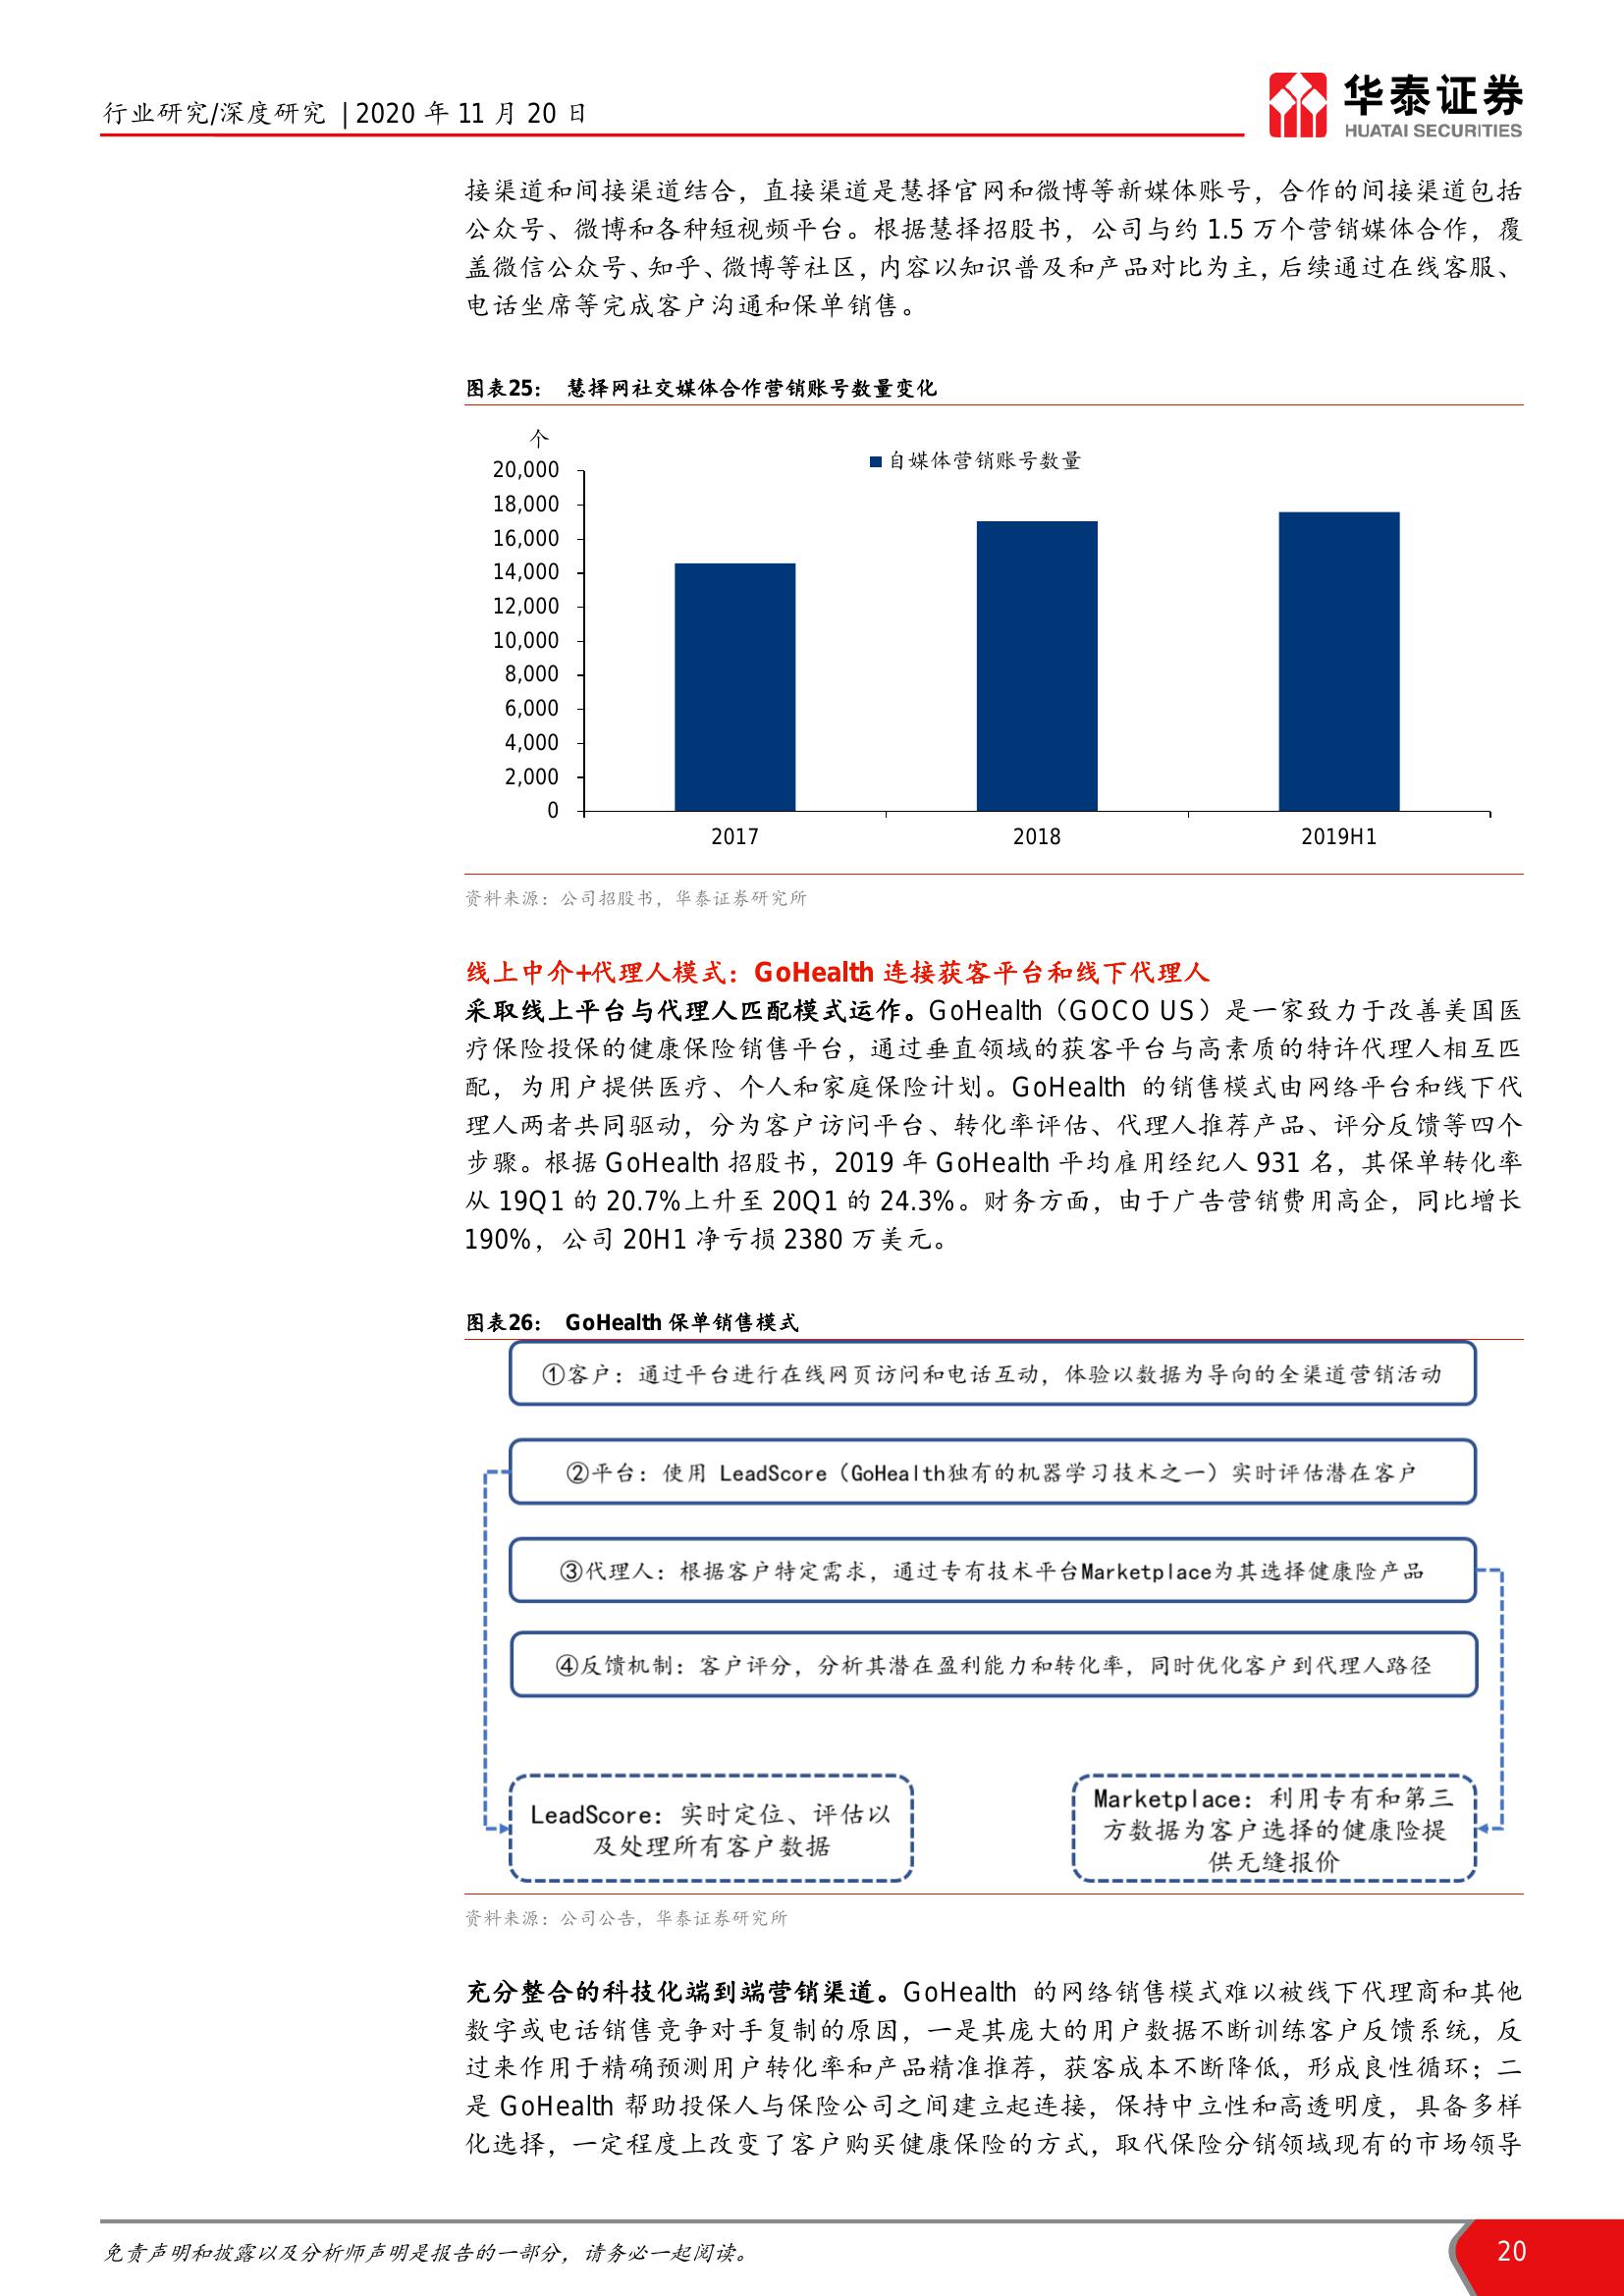 行业研究/深度研究 | 2020 年 11 月 20 日
华泰证券
HUATAI SECURITIES
接渠道和间接渠道结合，直接渠道是慧择官网和微博等新媒体账号，合作的间接渠道包括
公众号、微博和各种短视频平台。根据慧择招股书，公司与约 1.5 万个营销媒体合作，覆
盖微信公众号、知乎、微博等社区，内容以知识普及和产品对比为主，后续通过在线客服、
电话坐席等完成客户沟通和保单销售。
图表25： 慧择网社交媒体合作营销账号数量变化
个
自媒体营销账号数量
20,000
18,000
16,000
14,000
12,000
10,000
8,000
6,000
4,000
2,000
0
2017 2018 2019H1
资料来源：公司招股书，华泰证券研究所
线上中介+代理人模式：GoHealth 连接获客平台和线下代理人
采取线上平台与代理人匹配模式运作。GoHealth（GOCO US）是一家致力于改善美国医
疗保险投保的健康保险销售平台，通过垂直领域的获客平台与高素质的特许代理人相互匹
配，为用户提供医疗、个人和家庭保险计划。GoHealth 的销售模式由网络平台和线下代
理人两者共同驱动，分为客户访问平台、转化率评估、代理人推荐产品、评分反馈等四个
步骤。根据 GoHealth 招股书，2019 年 GoHealth 平均雇用经纪人 931 名，其保单转化率
从 19Q1 的 20.7%上升至 20Q1 的 24.3%。财务方面，由于广告营销费用高企，同比增长
190%，公司 20H1 净亏损 2380 万美元。
图表26： GoHealth 保单销售模式
①客户：通过平台进行在线网页访问和电话互动，体验以数据为导向的全渠道营销活动
②平台：使用 LeadScore（GoHealth独有的机器学习技术之一）实时评估潜在客户
③代理人：根据客户特定需求，通过专有技术平台Marketplace为其选择健康险产品
④反馈机制：客户评分，分析其潜在盈利能力和转化率，同时优化客户到代理人路径
LeadScore：实时定位、评估以
及处理所有客户数据
Marketplace：利用专有和第三
方数据为客户选择的健康险提
供无缝报价
资料来源：公司公告，华泰证券研究所
充分整合的科技化端到端营销渠道。GoHealth 的网络销售模式难以被线下代理商和其他
数字或电话销售竞争对手复制的原因，一是其庞大的用户数据不断训练客户反馈系统，反
过来作用于精确预测用户转化率和产品精准推荐，获客成本不断降低，形成良性循环；二
是 GoHealth 帮助投保人与保险公司之间建立起连接，保持中立性和高透明度，具备多样
化选择，一定程度上改变了客户购买健康保险的方式，取代保险分销领域现有的市场领导
免责声明和披露以及分析师声明是报告的一部分，请务必一起阅读。
20